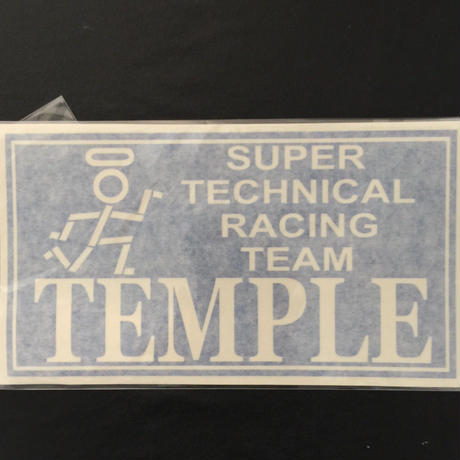 SUPER
TECHNICAL
RACING
TEAM
TEMPLE